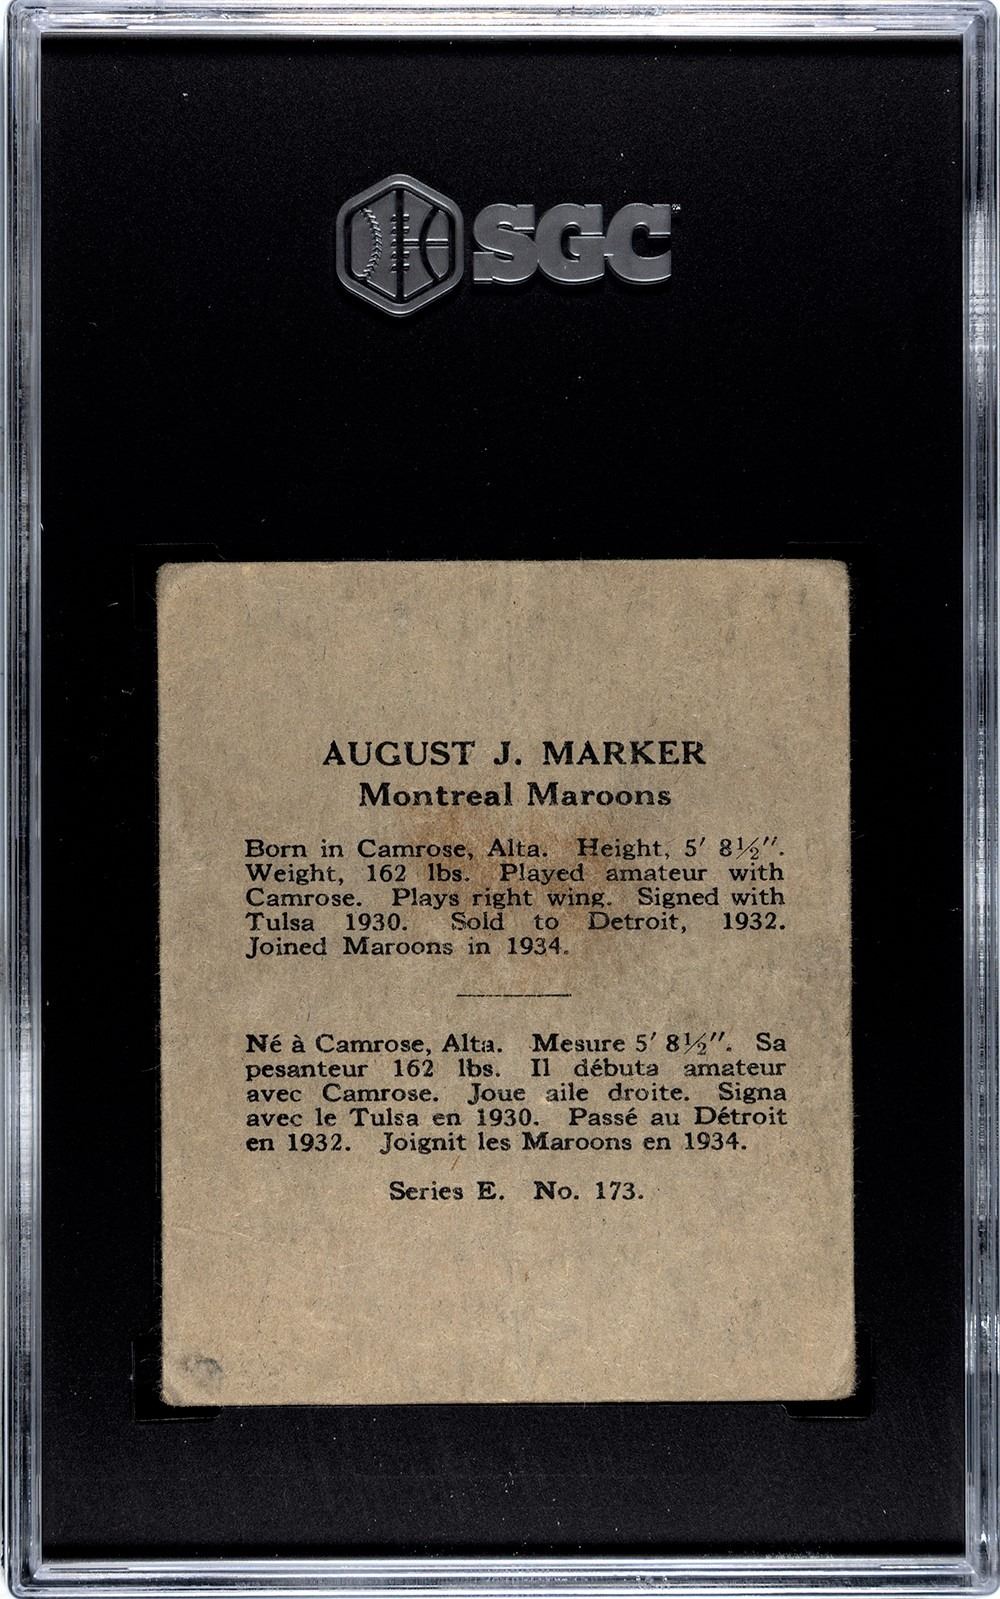 SGC
AUGUST J. MARKER
Montreal Maroons
Born in Camrose, Alta. Height, 5′ 8½″.
Weight, 162 lbs. Played amateur with
Camrose. Plays right wing. Signed with
Tulsa 1930. Sold to Detroit, 1932.
Joined Maroons in 1934.
Né à Camrose, Alta. Mesure 5′ 8½″. Sa
pesanteur 162 lbs. Il débuta amateur
avec Camrose. Joue aile droite. Signa
avec le Tulsa en 1930. Passé au Détroit
en 1932. Joignit les Maroons en 1934.
Series E. No. 173.